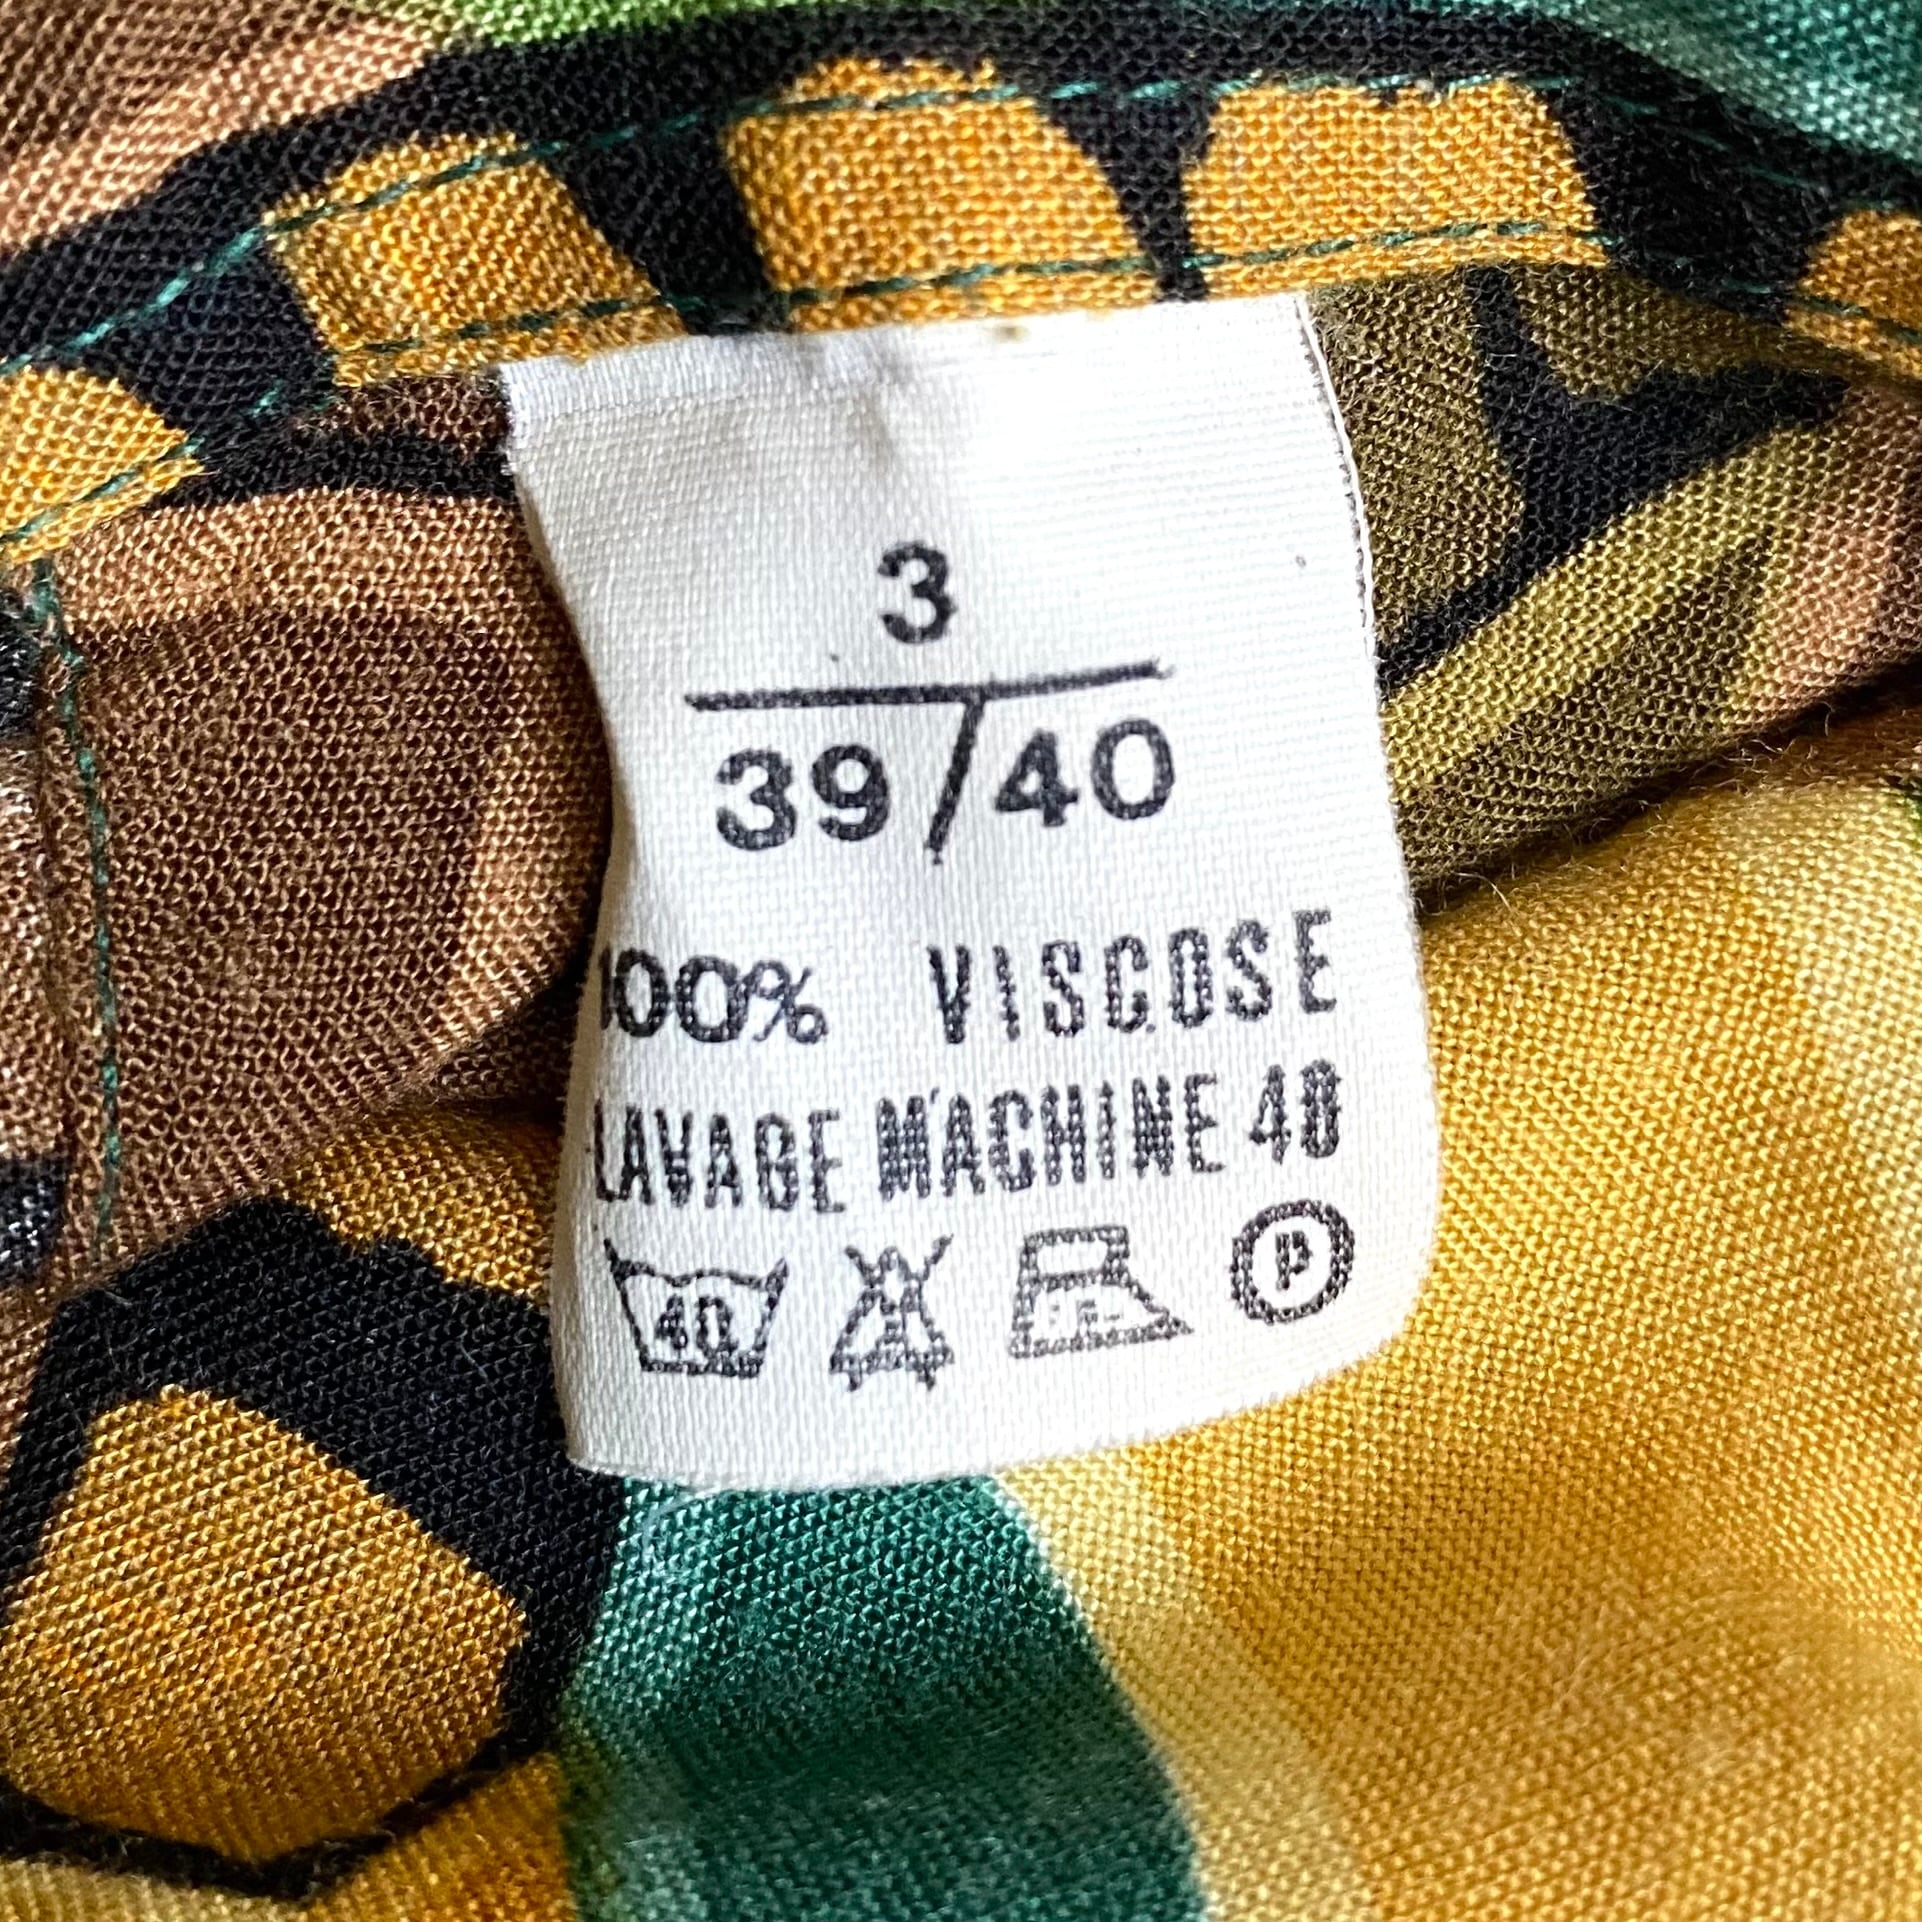 3
39/40
100% VISCOSE
LAVAGE MACHINE 40
40 P